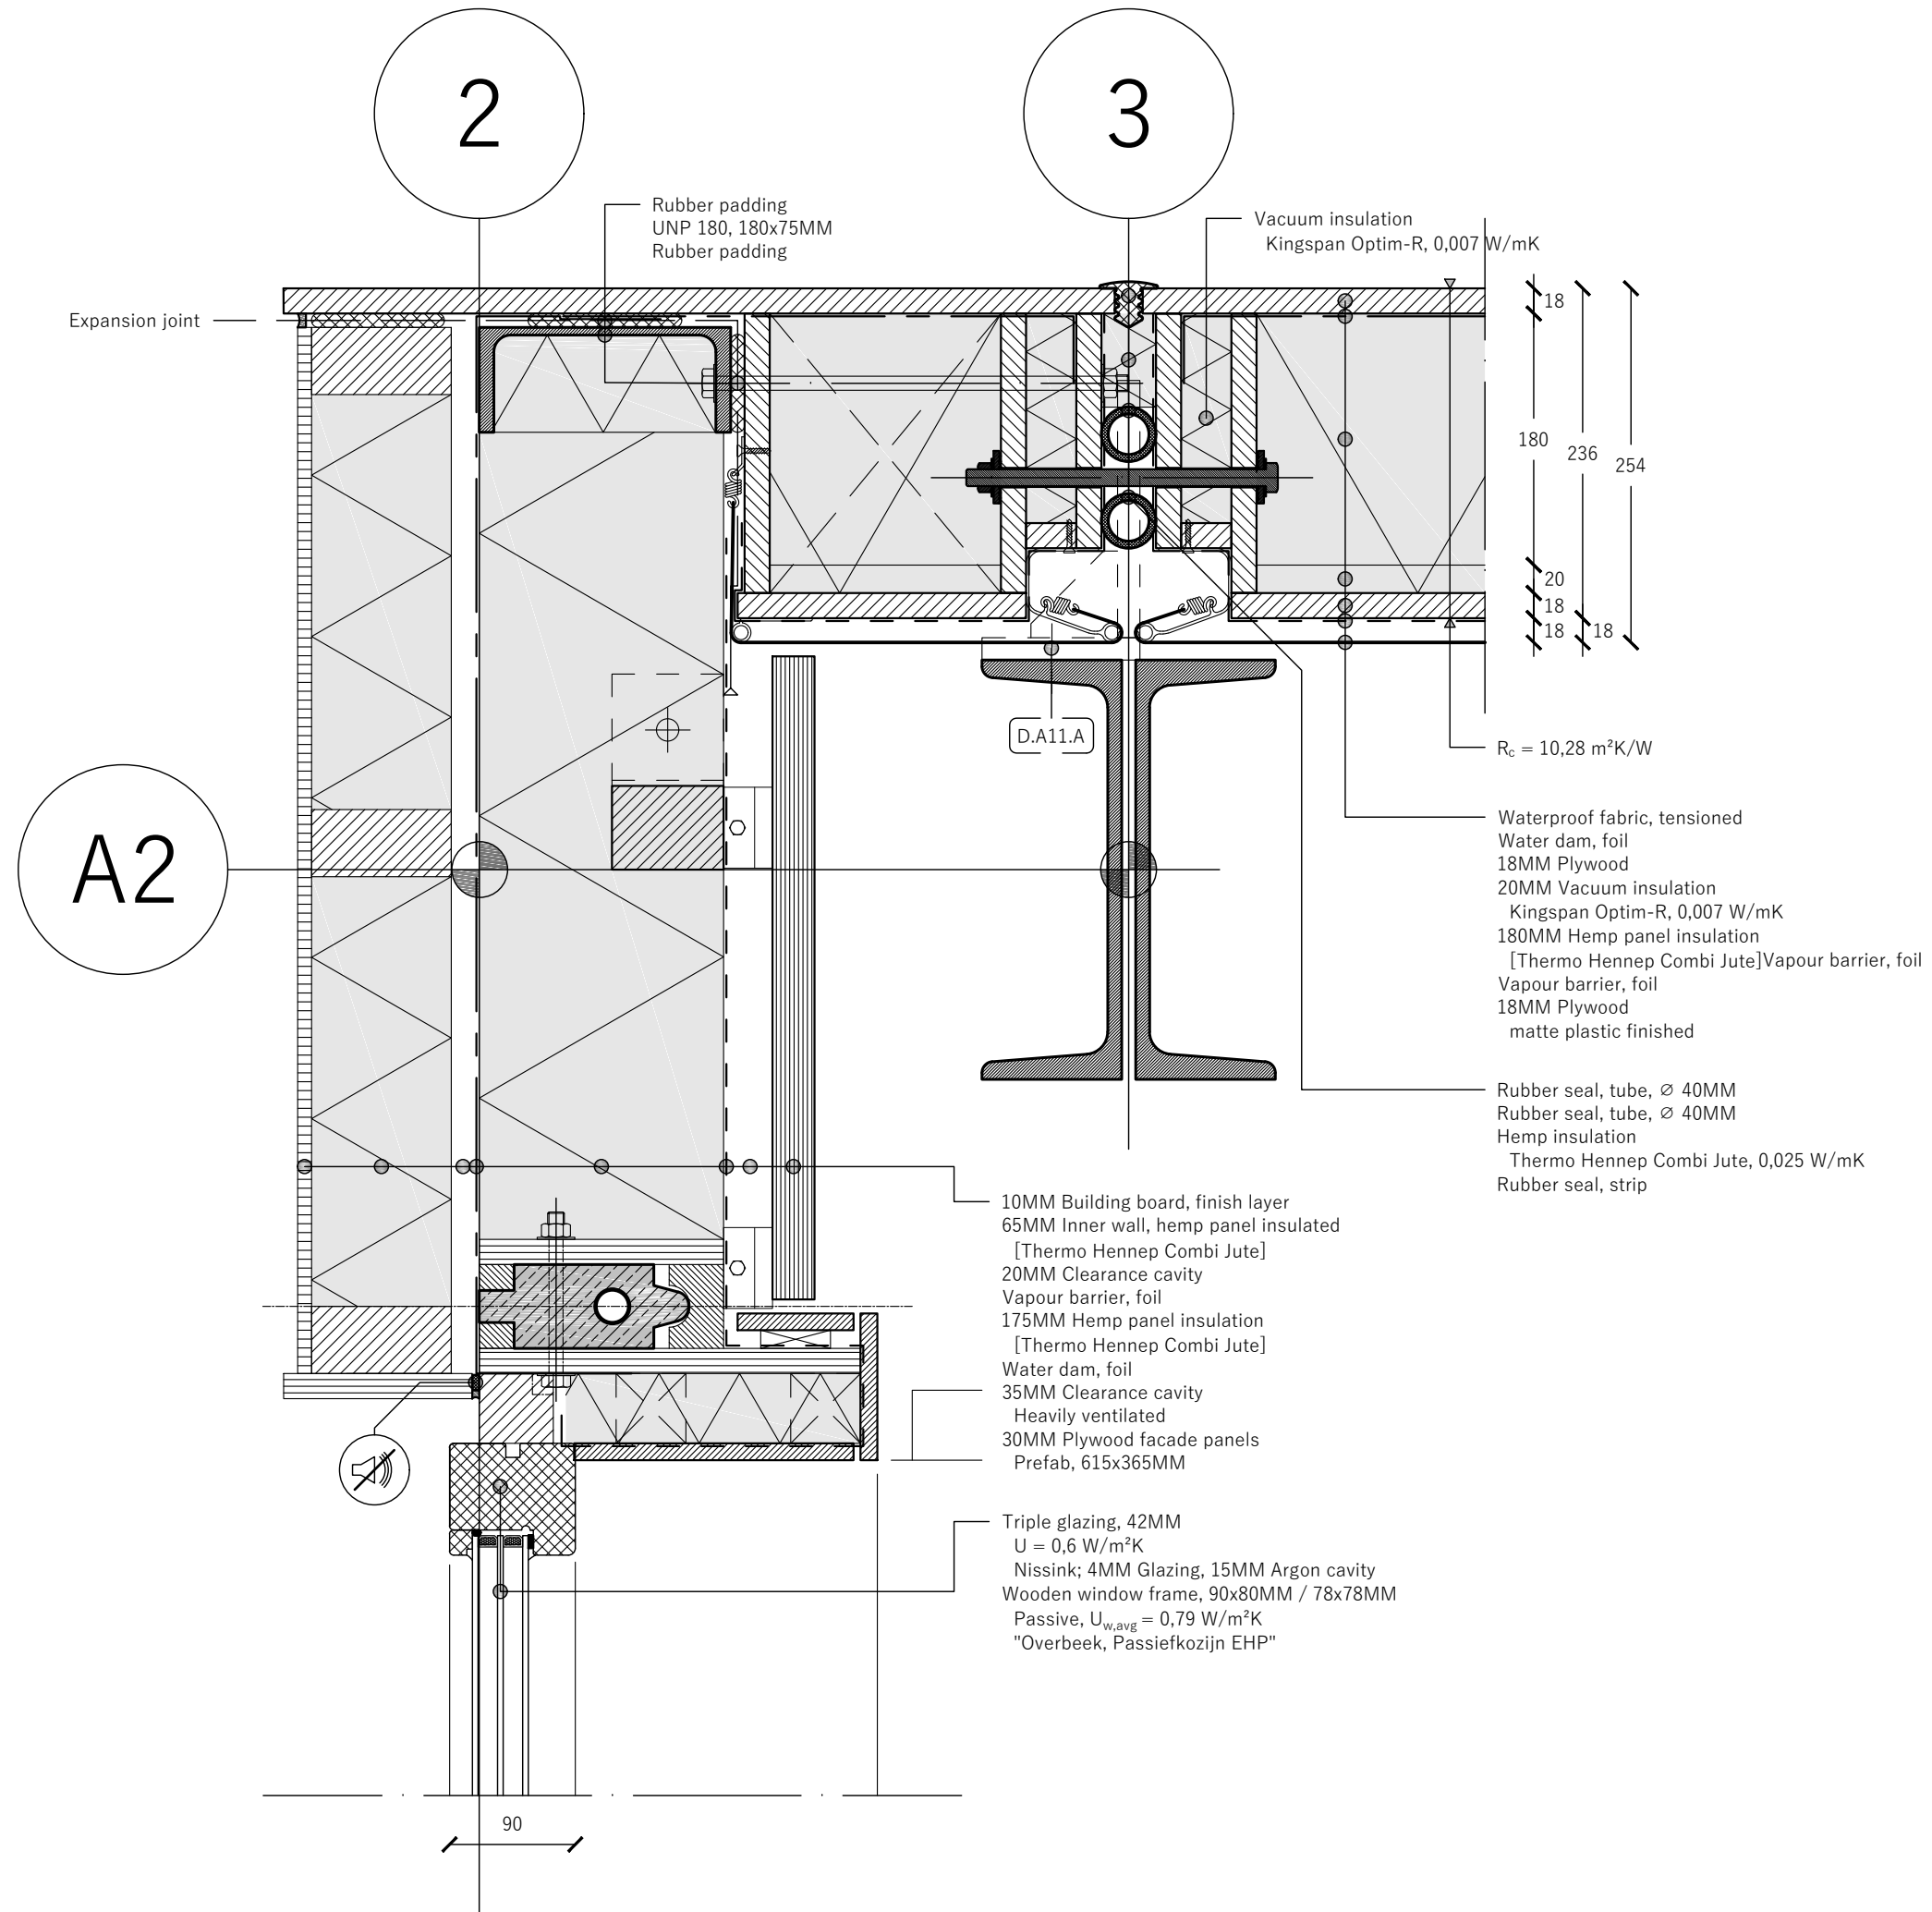 2
3
Rubber padding
UNP 180, 180x75MM
Rubber padding
Vacuum insulation
Kingspan Optim-R, 0,007 W/mK
Expansion joint
18
180
236
254
20
18
18
18
D.A11.A
R꜀ = 10,28 m²K/W
A2
Waterproof fabric, tensioned
Water dam, foil
18MM Plywood
20MM Vacuum insulation
Kingspan Optim-R, 0,007 W/mK
180MM Hemp panel insulation
[Thermo Hennep Combi Jute]Vapour barrier, foil
Vapour barrier, foil
18MM Plywood
matte plastic finished
Rubber seal, tube, ∅ 40MM
Rubber seal, tube, ∅ 40MM
Hemp insulation
Thermo Hennep Combi Jute, 0,025 W/mK
Rubber seal, strip
10MM Building board, finish layer
65MM Inner wall, hemp panel insulated
[Thermo Hennep Combi Jute]
20MM Clearance cavity
Vapour barrier, foil
175MM Hemp panel insulation
[Thermo Hennep Combi Jute]
Water dam, foil
35MM Clearance cavity
Heavily ventilated
30MM Plywood facade panels
Prefab, 615x365MM
Triple glazing, 42MM
U = 0,6 W/m²K
Nissink; 4MM Glazing, 15MM Argon cavity
Wooden window frame, 90x80MM / 78x78MM
Passive, Uw,avg = 0,79 W/m²K
"Overbeek, Passiefkozijn EHP"
90